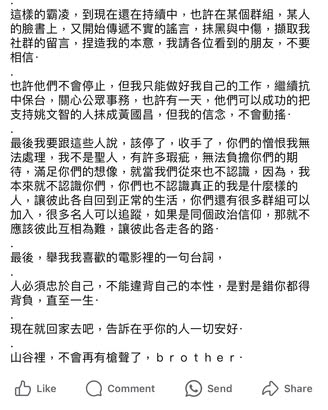 .
這樣的霸凌，到現在還在持續中，也許在某個群組，某人
的臉書上，又開始傳遞不實的謠言，抹黑與中傷，擷取我
社群的留言，捏造我的本意，我請各位看到的朋友，不要
相信.
.
也許他們不會停止，但我只能做好我自己的工作，繼續抗
中保台，關心公眾事務，也許有一天，他們可以成功的把
支持姚文智的人抹成黃國昌，但我的信念，不會動搖.
.
最後我要跟這些人說，該停了，收手了，你們的憎恨我無
法處理，我不是聖人，有許多瑕疵，無法負擔你們的期
待，滿足你們的想像，就當我們從來也不認識，因為，我
本來就不認識你們，你們也不認識真正的我是什麼樣的
人，讓彼此各自回到正常的生活，你們還有很多群組可以
加入，很多名人可以追蹤，如果是同個政治信仰，那就不
應該彼此互相為難，讓彼此各走各的路.
.
最後，舉我我喜歡的電影裡的一句台詞，
.
人必須忠於自己，不能違背自己的本性，是對是錯你都得
背負，直至一生.
.
現在就回家去吧，告訴在乎你的人一切安好.
.
山谷裡，不會再有槍聲了，ｂｒｏｔｈｅｒ.
Like Comment Send Share